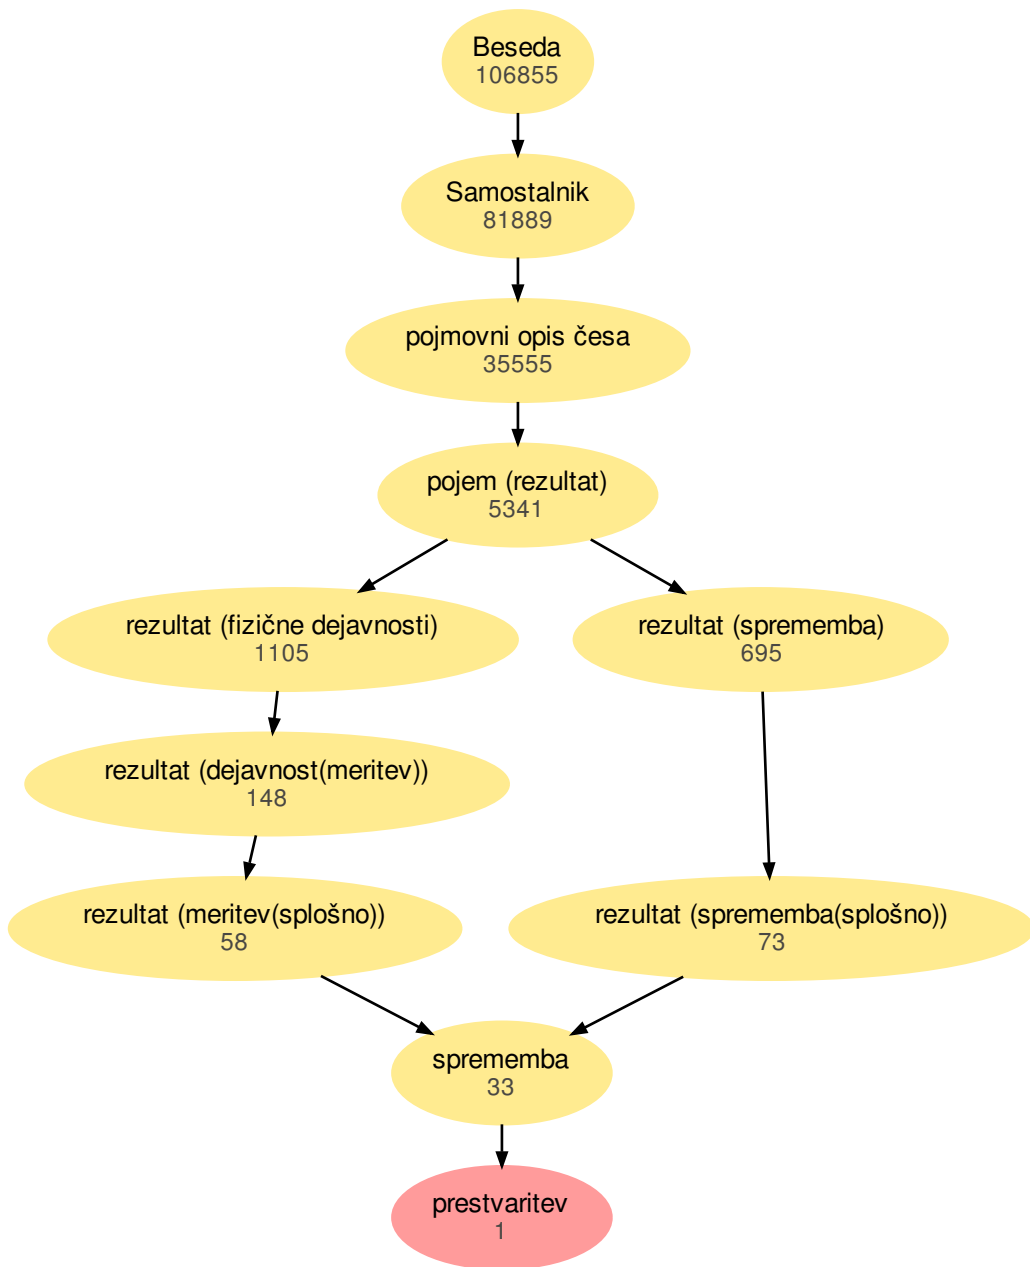 Beseda
106855
Samostalnik
81889
pojmovni opis česa
35555
pojem (rezultat)
5341
rezultat (fizične dejavnosti)
1105
rezultat (sprememba)
695
rezultat (dejavnost(meritev))
148
rezultat (meritev(splošno))
58
rezultat (sprememba(splošno))
73
sprememba
33
prestvaritev
1